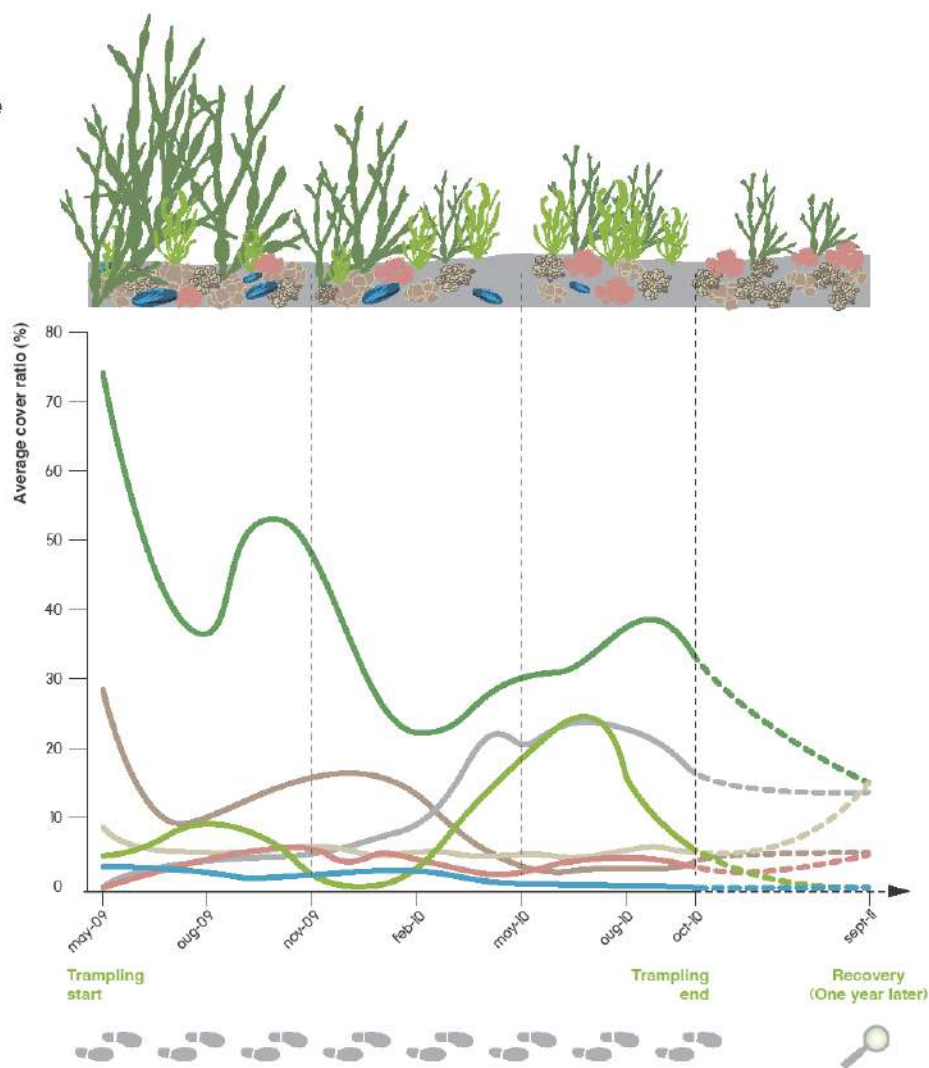 Average cover ratio (%)
80
70
60
50
40
30
20
10
0
may-09
aug-09
nov-09
feb-10
may-10
aug-10
oct-10
sept-11
Trampling
start
Trampling
end
Recovery
(One year later)